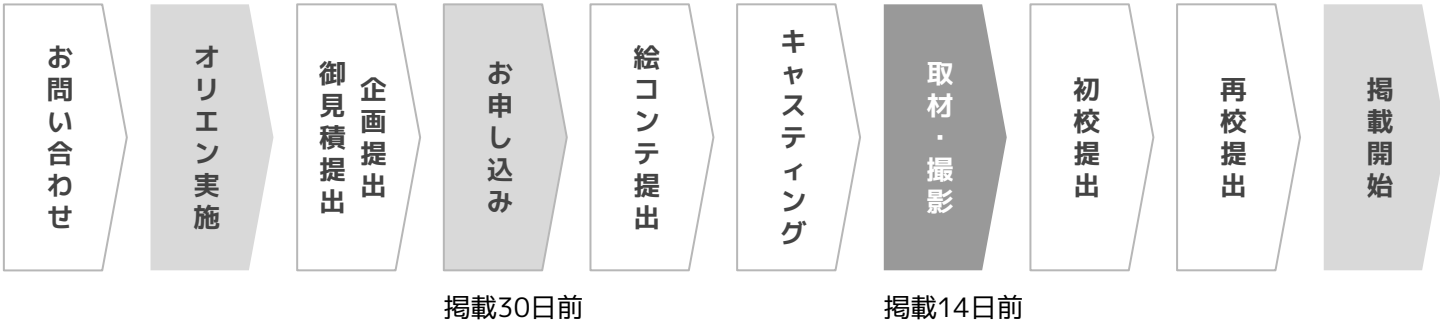 お問い合わせ
オリエン実施
企画提出
御見積提出
お申し込み
絵コンテ提出
キャスティング
取材・撮影
初校提出
再校提出
掲載開始
掲載30日前
掲載14日前